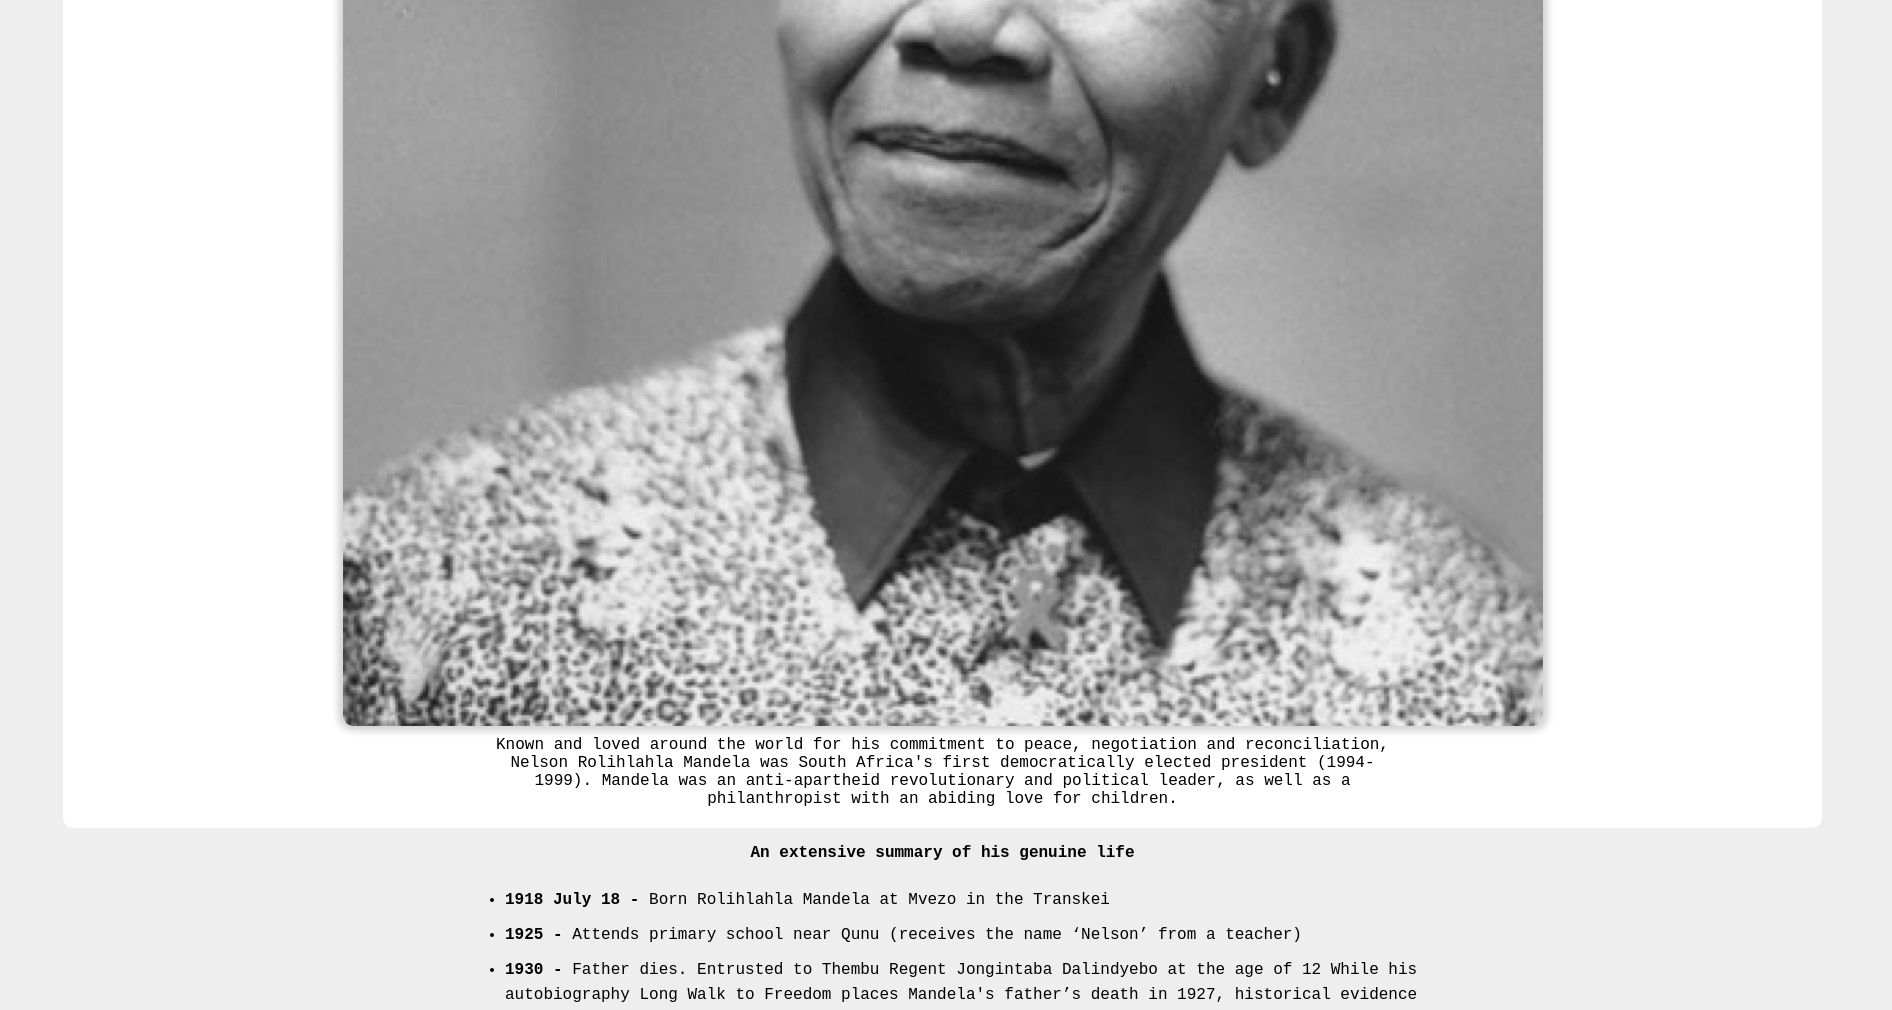 Known and loved around the world for his commitment to peace, negotiation and reconciliation,
Nelson Rolihlahla Mandela was South Africa's first democratically elected president (1994-
1999). Mandela was an anti-apartheid revolutionary and political leader, as well as a
philanthropist with an abiding love for children.
An extensive summary of his genuine life
• 1918 July 18 - Born Rolihlahla Mandela at Mvezo in the Transkei
• 1925 - Attends primary school near Qunu (receives the name ‘Nelson’ from a teacher)
• 1930 - Father dies. Entrusted to Thembu Regent Jongintaba Dalindyebo at the age of 12 While his
autobiography Long Walk to Freedom places Mandela's father’s death in 1927, historical evidence